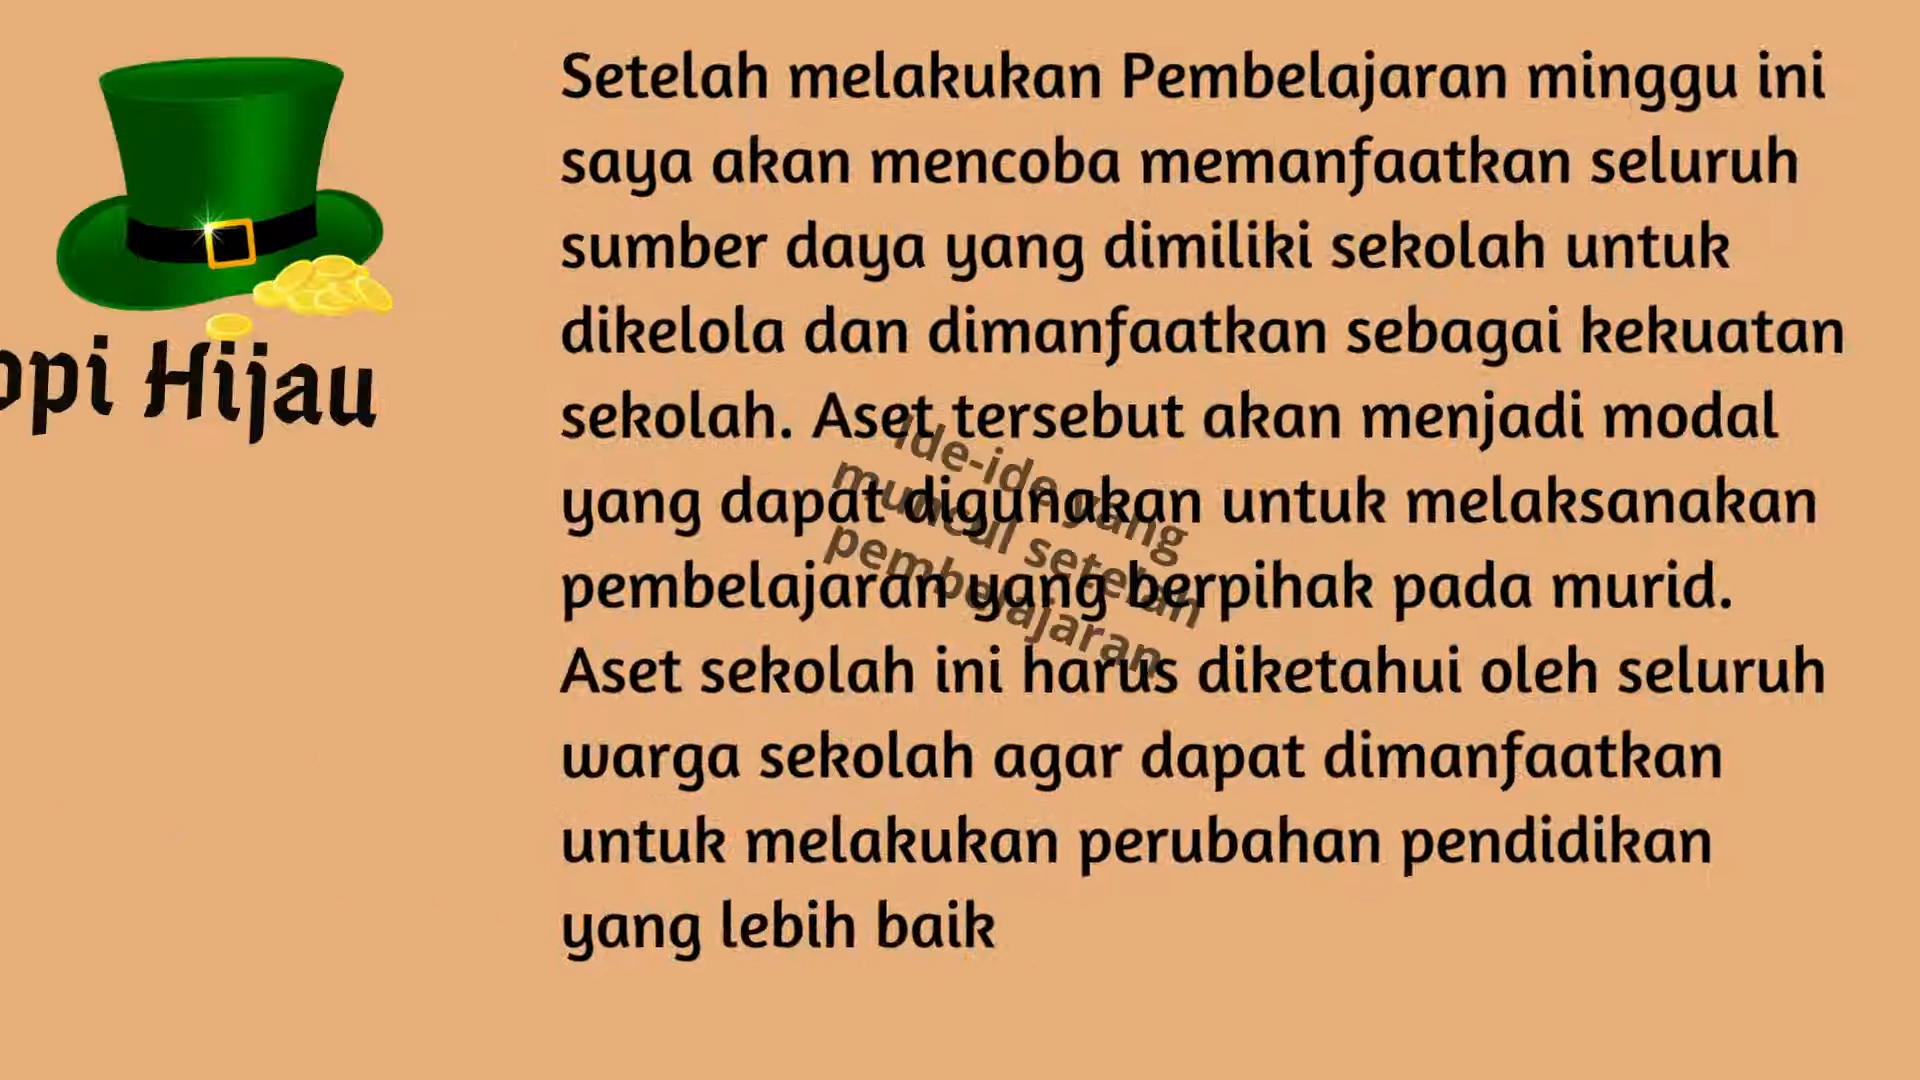 Setelah melakukan Pembelajaran minggu ini
saya akan mencoba memanfaatkan seluruh
sumber daya yang dimiliki sekolah untuk
dikelola dan dimanfaatkan sebagai kekuatan
sekolah. Aset tersebut akan menjadi modal
yang dapat digunakan untuk melaksanakan
pembelajaran yang berpihak pada murid.
Aset sekolah ini harus diketahui oleh seluruh
warga sekolah agar dapat dimanfaatkan
untuk melakukan perubahan pendidikan
yang lebih baik
opi Hijau
Ide-ide yang
muncul setelah
pembelajaran